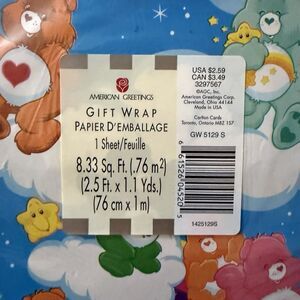 AMERICAN GREETINGS
GIFT WRAP
PAPIER D'EMBALLAGE
1 Sheet/Feuille
8.33 Sq. Ft. (.76 m²)
(2.5 Ft. x 1.1 Yds.)
(76 cm x 1m)
USA $2.59
CAN $3.49
3297567
©AGC, Inc.
American Greetings Corp.
Cleveland, Ohio 44144
Made in USA
Carlton Cards
Toronto, Ontario M8Z 1S7
GW 5129 S
1425129S